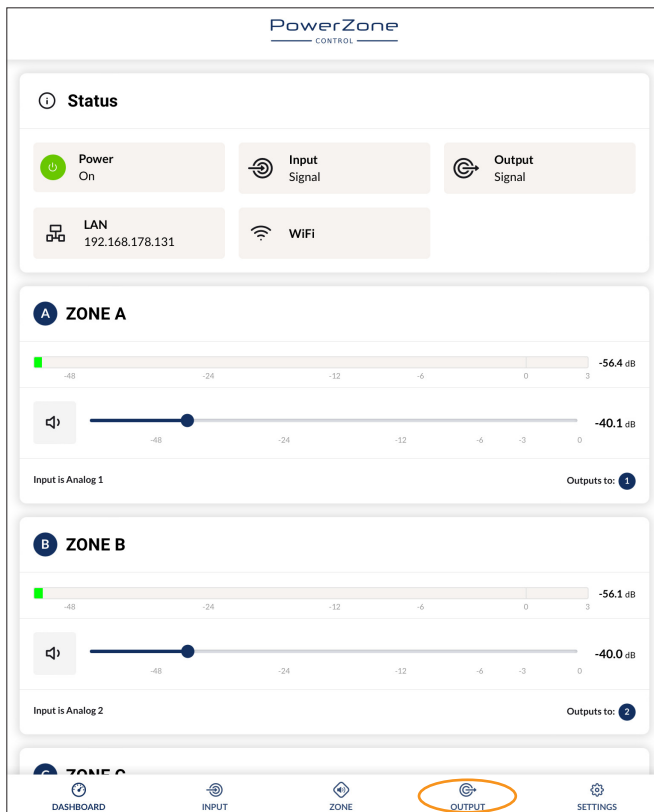 PowerZone
CONTROL
Status
Power
On
Input
Signal
Output
Signal
LAN
192.168.178.131
WiFi
A ZONE A
-56.4 dB
-48 -24 -12 -6 0 3
-40.1 dB
-48 -24 -12 -6 -3 0
Input is Analog 1 Outputs to: 1
B ZONE B
-56.1 dB
-48 -24 -12 -6 0 3
-40.0 dB
-48 -24 -12 -6 -3 0
Input is Analog 2 Outputs to: 2
C ZONE C
DASHBOARD INPUT ZONE OUTPUT SETTINGS